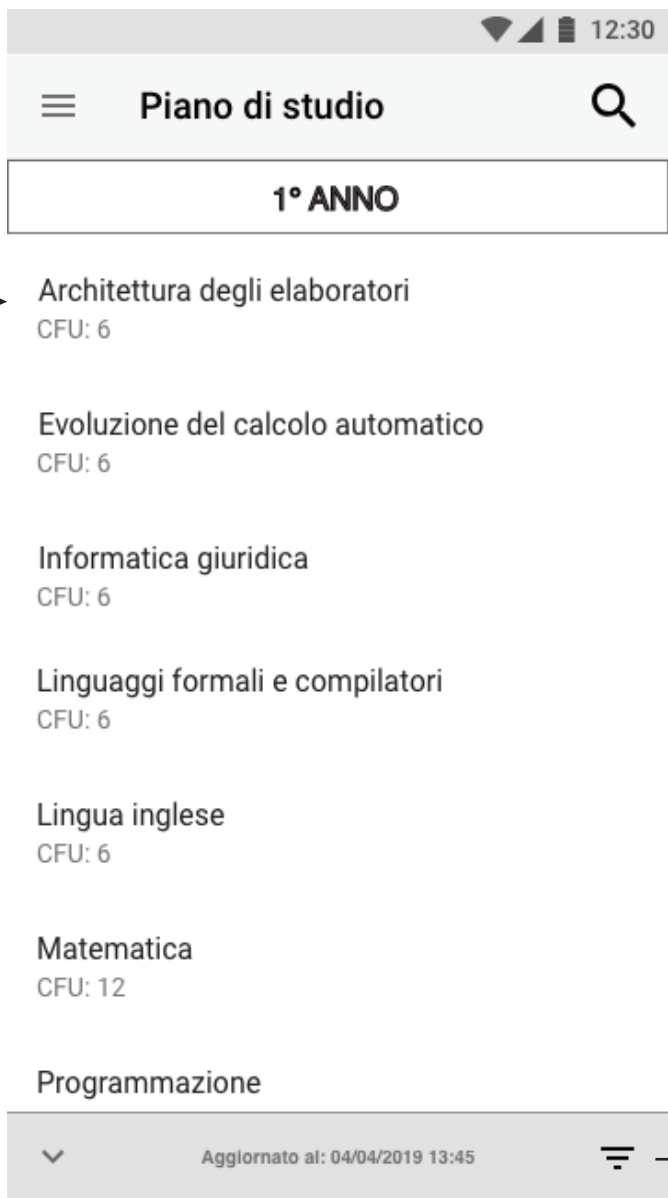 12:30
Piano di studio
1° ANNO
Architettura degli elaboratori
CFU: 6
Evoluzione del calcolo automatico
CFU: 6
Informatica giuridica
CFU: 6
Linguaggi formali e compilatori
CFU: 6
Lingua inglese
CFU: 6
Matematica
CFU: 12
Programmazione
Aggiornato al: 04/04/2019 13:45